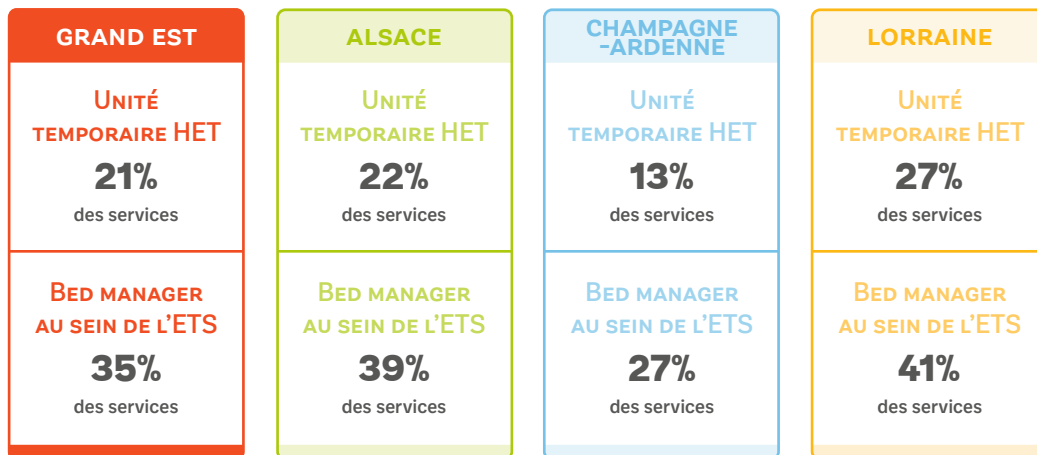 GRAND EST
UNITÉ
TEMPORAIRE HET
21%
des services
BED MANAGER
AU SEIN DE L'ETS
35%
des services
ALSACE
UNITÉ
TEMPORAIRE HET
22%
des services
BED MANAGER
AU SEIN DE L'ETS
39%
des services
CHAMPAGNE
-ARDENNE
UNITÉ
TEMPORAIRE HET
13%
des services
BED MANAGER
AU SEIN DE L'ETS
27%
des services
LORRAINE
UNITÉ
TEMPORAIRE HET
27%
des services
BED MANAGER
AU SEIN DE L'ETS
41%
des services